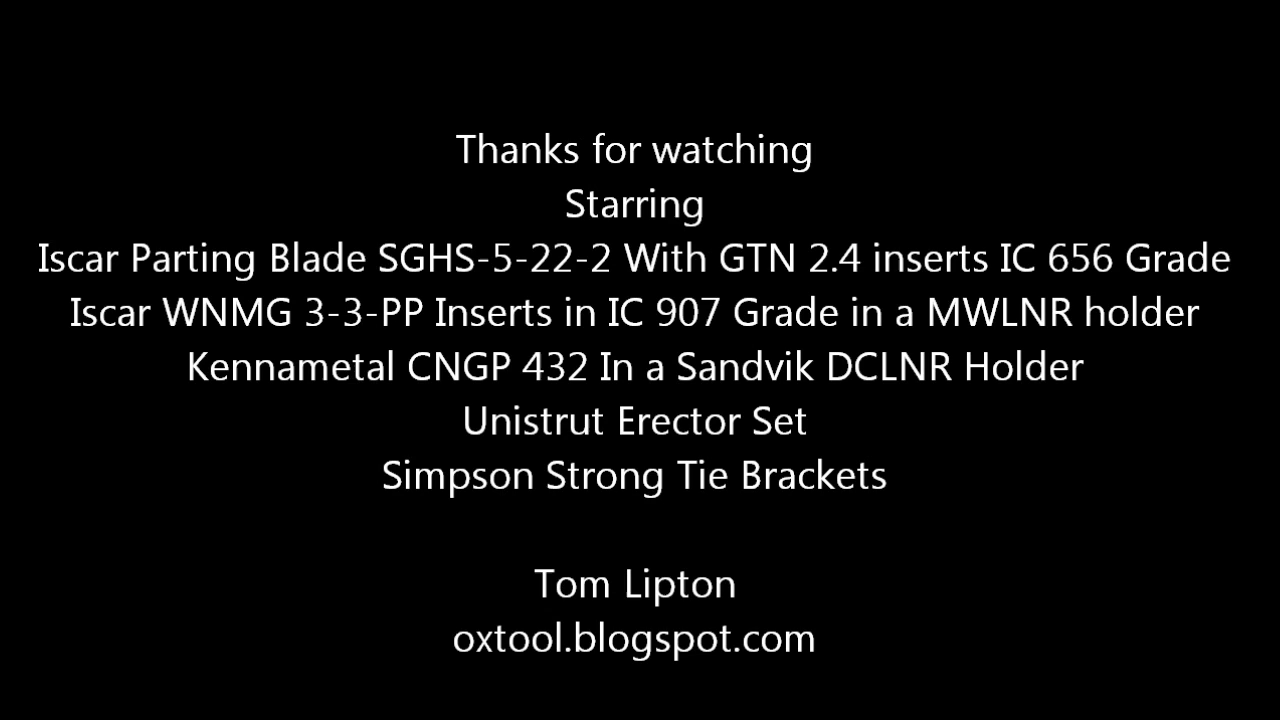 Thanks for watching
Starring
Iscar Parting Blade SGHS-5-22-2 With GTN 2.4 inserts IC 656 Grade
Iscar WNMG 3-3-PP Inserts in IC 907 Grade in a MWLNR holder
Kennametal CNGP 432 In a Sandvik DCLNR Holder
Unistrut Erector Set
Simpson Strong Tie Brackets
Tom Lipton
oxtool.blogspot.com